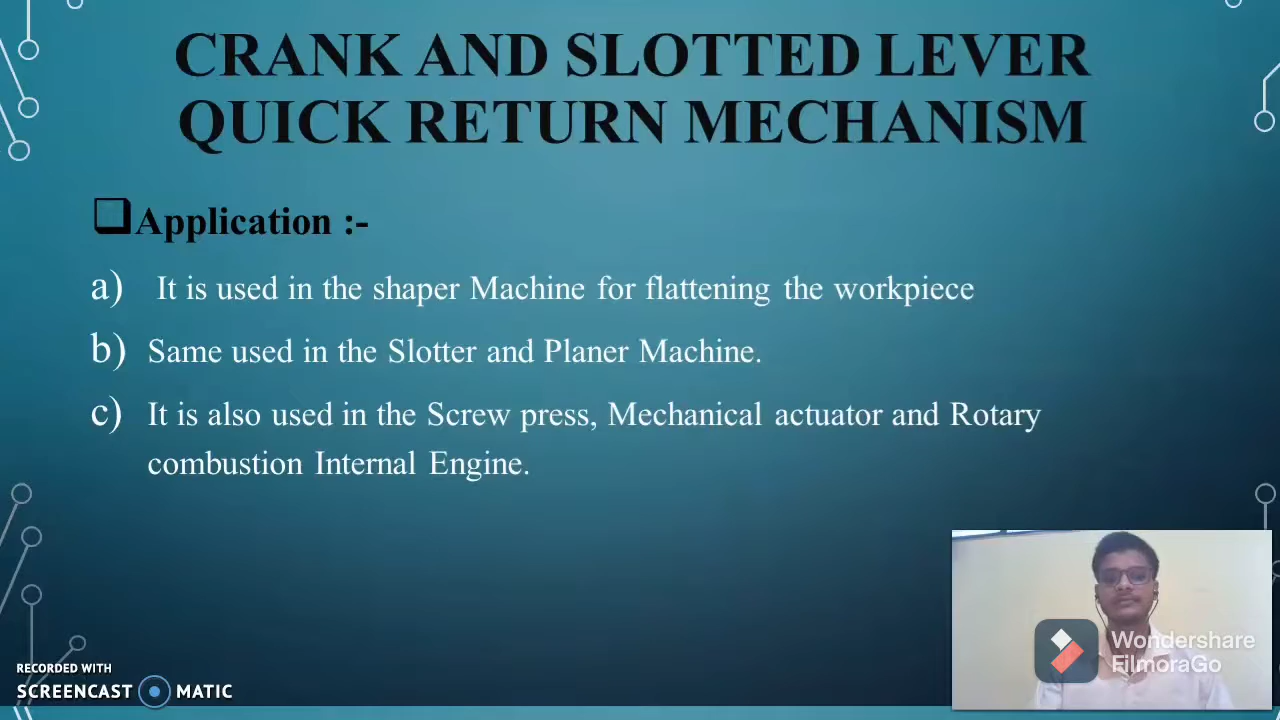 CRANK AND SLOTTED LEVER
QUICK RETURN MECHANISM
Application :-
a) It is used in the shaper Machine for flattening the workpiece
b) Same used in the Slotter and Planer Machine.
c) It is also used in the Screw press, Mechanical actuator and Rotary
combustion Internal Engine.
RECORDED WITH
SCREENCAST MATIC
Wondershare
FilmoraGo